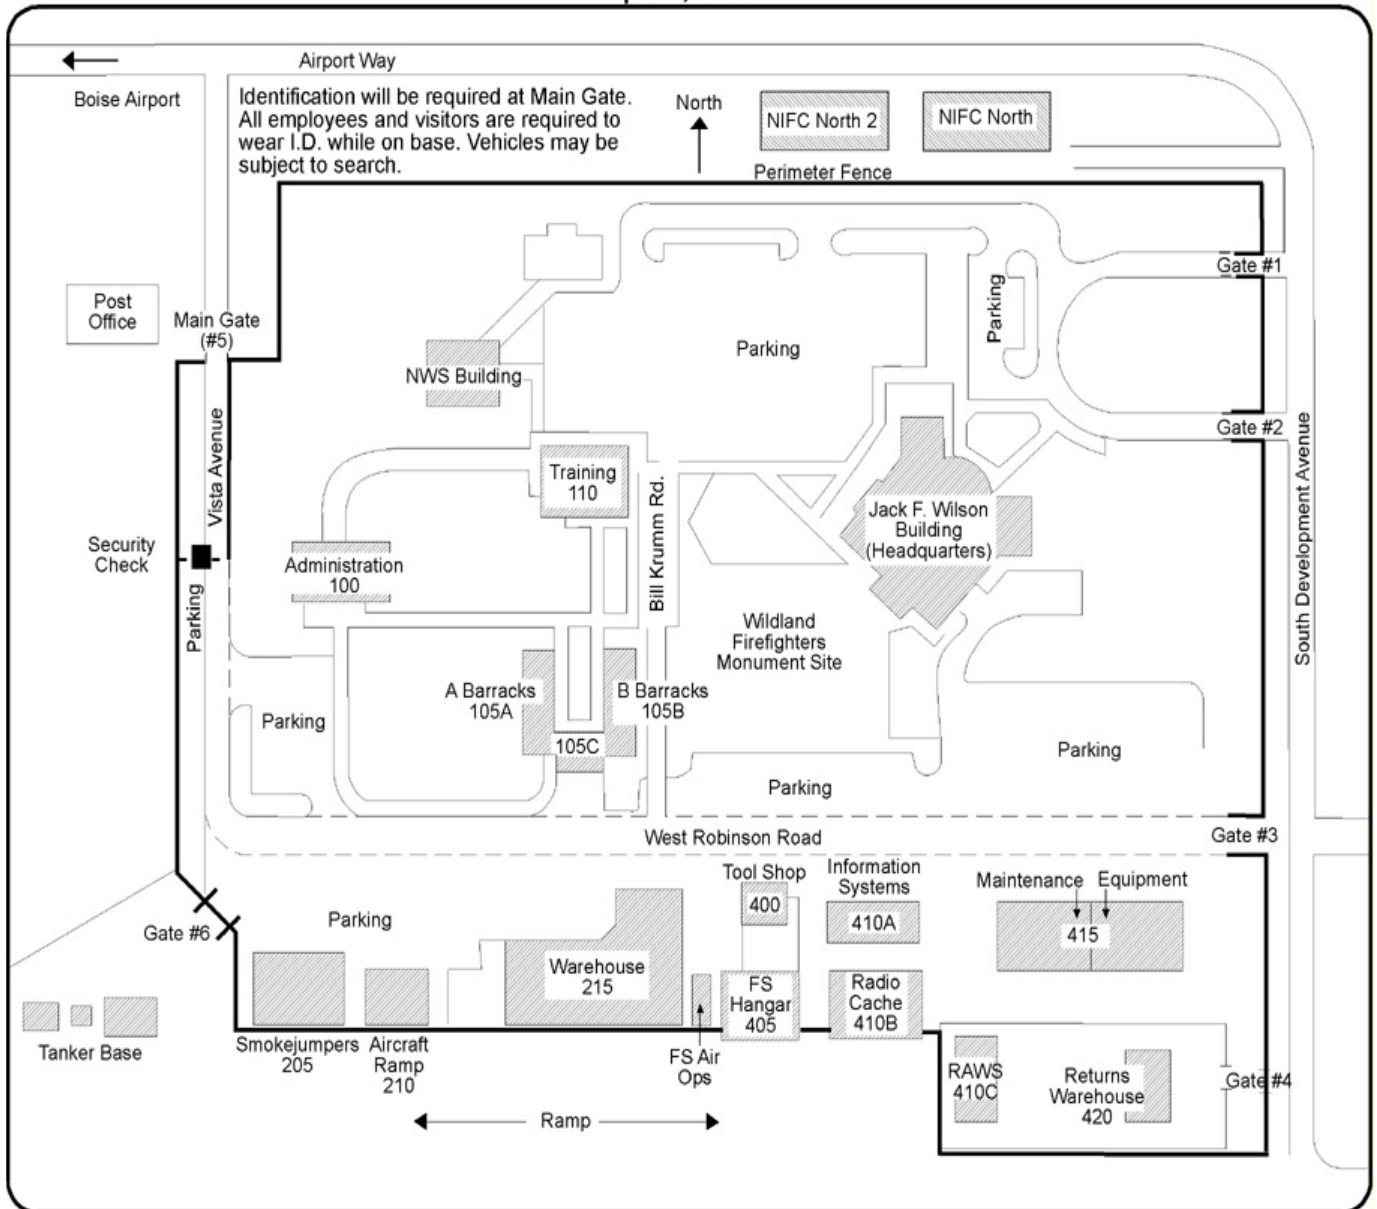 Airport Way
Boise Airport
Identification will be required at Main Gate.
All employees and visitors are required to
wear I.D. while on base. Vehicles may be
subject to search.
North
NIFC North 2
NIFC North
Perimeter Fence
Gate #1
Post
Office
Main Gate
(#5)
Parking
Parking
NWS Building
Gate #2
Vista Avenue
Training
110
Bill Krumm Rd.
Jack F. Wilson
Building
(Headquarters)
South Development Avenue
Security
Check
Administration
100
Parking
Wildland
Firefighters
Monument Site
A Barracks
105A
B Barracks
105B
105C
Parking
Parking
Parking
West Robinson Road
Gate #3
Tool Shop
400
Information
Systems
410A
Maintenance
Equipment
415
Gate #6
Parking
Warehouse
215
FS
Hangar
405
Radio
Cache
410B
Tanker Base
Smokejumpers
205
Aircraft
Ramp
210
FS Air
Ops
RAWS
410C
Returns
Warehouse
420
Gate #4
Ramp